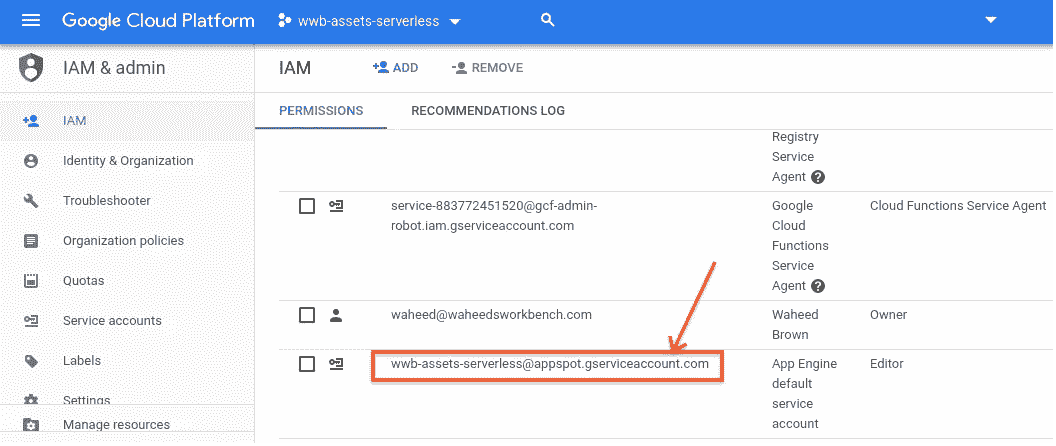 Google Cloud Platform wwb-assets-serverless
IAM & admin
IAM ADD REMOVE
PERMISSIONS RECOMMENDATIONS LOG
IAM
Identity & Organization
Troubleshooter
Organization policies
Quotas
Service accounts
Labels
Settings
Manage resources
Registry
Service
Agent ?
service-883772451520@gcf-admin-
robot.iam.gserviceaccount.com
Google
Cloud
Functions
Service
Agent ?
Cloud Functions Service Agent
waheed@waheedsworkbench.com
Waheed
Brown
Owner
wwb-assets-serverless@appspot.gserviceaccount.com
App Engine
default
service
account
Editor